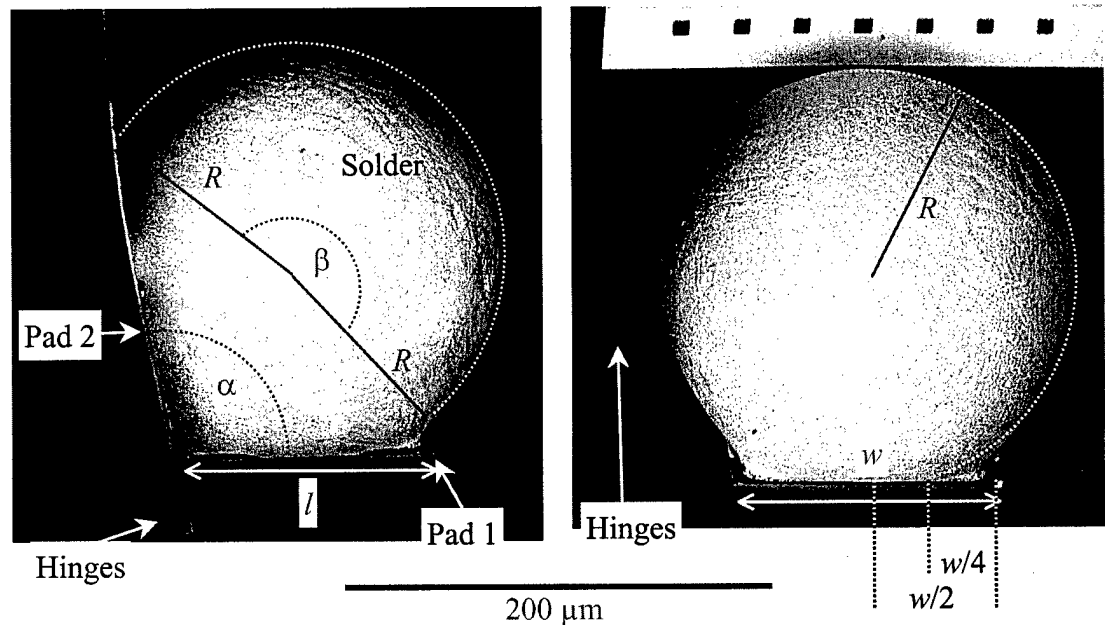 Solder
R
β
R
Pad 2
α
l
Pad 1
Hinges
R
w
Hinges
w/4
w/2
200 µm